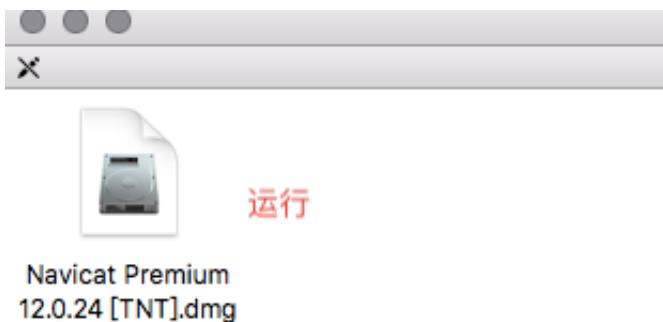 运行
Navicat Premium
12.0.24 [TNT].dmg